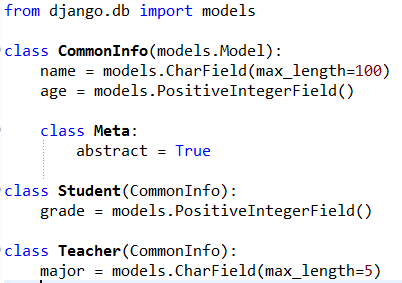 from django.db import models
class CommonInfo(models.Model):
    name = models.CharField(max_length=100)
    age = models.PositiveIntegerField()
    class Meta:
        abstract = True
class Student(CommonInfo):
    grade = models.PositiveIntegerField()
class Teacher(CommonInfo):
    major = models.CharField(max_length=5)